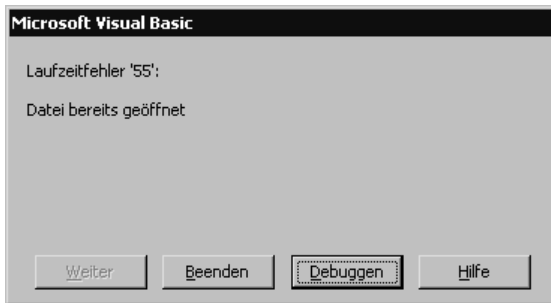 Microsoft Visual Basic
Laufzeitfehler '55':
Datei bereits geöffnet
Weiter Beenden Debuggen Hilfe